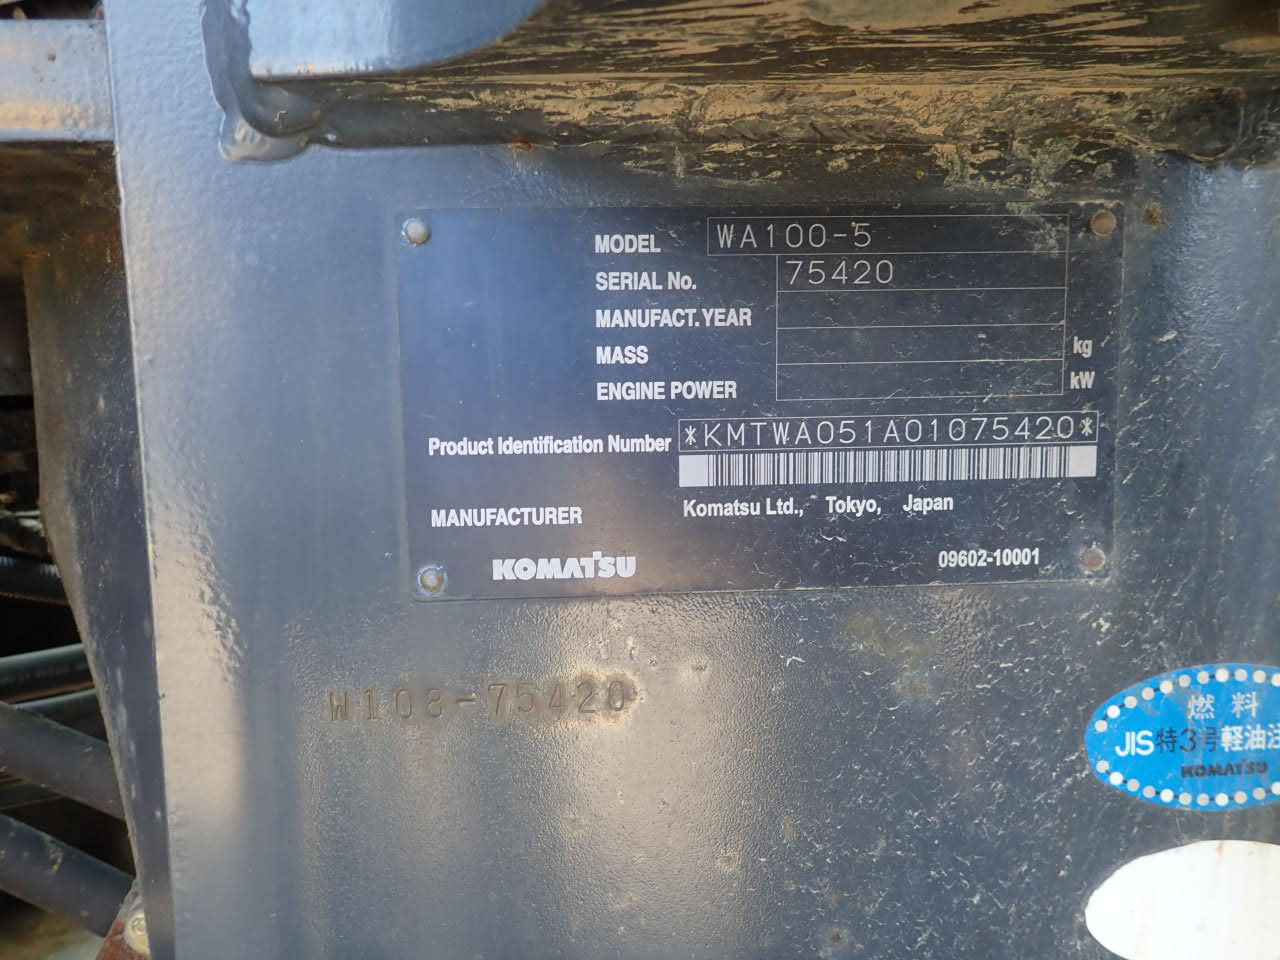 MODEL WA100-5
SERIAL No. 75420
MANUFACT. YEAR
MASS kg
ENGINE POWER kW
Product Identification Number *KMTWA051A01075420*
MANUFACTURER Komatsu Ltd., Tokyo, Japan
KOMATSU 09602-10001
W108-75420
燃料
JIS特3号軽油注
KOMATSU